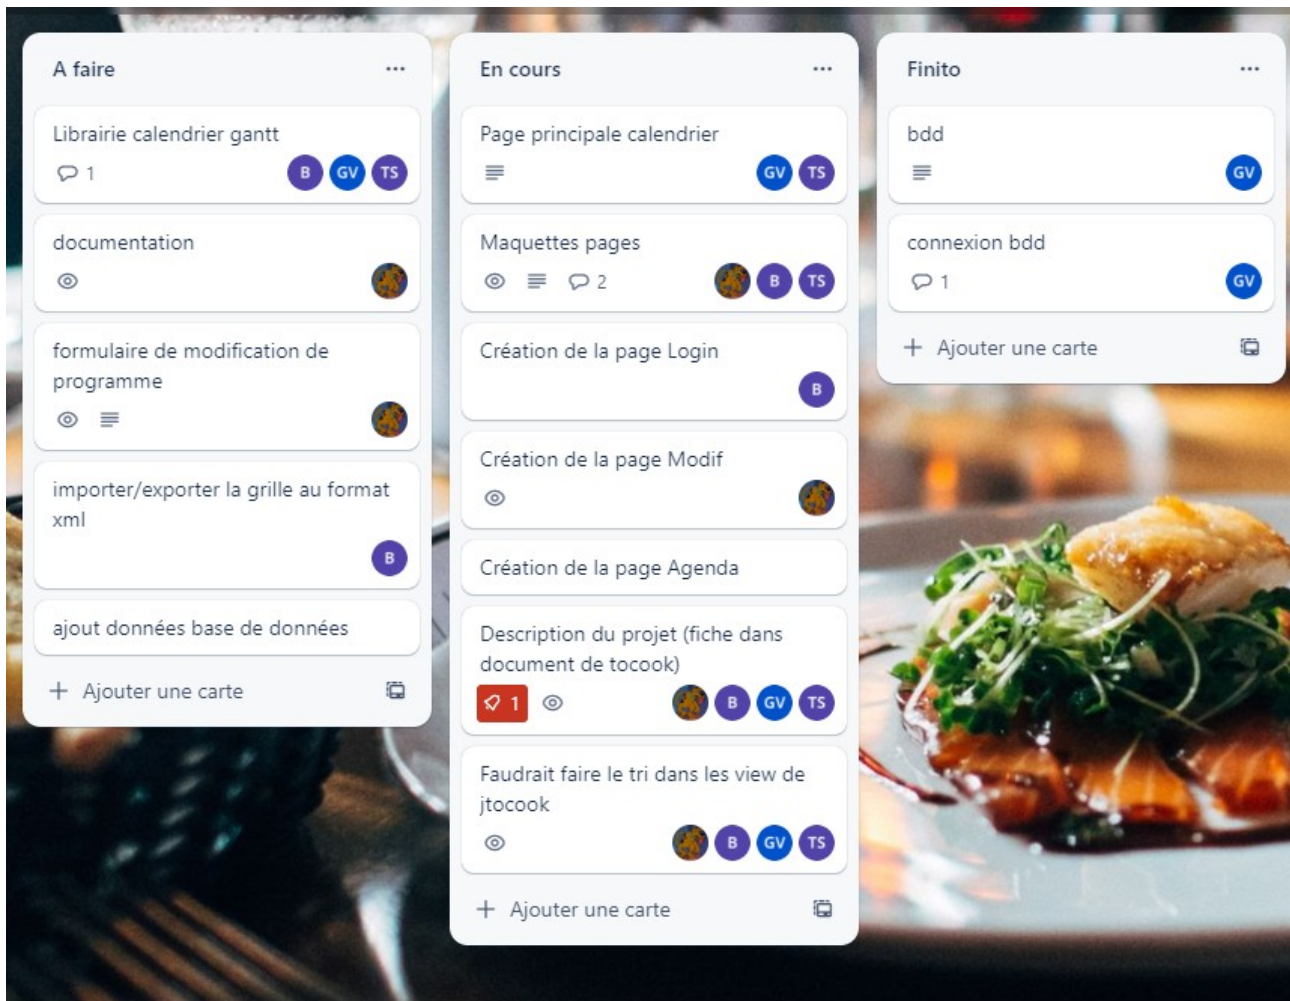 A faire
Librairie calendrier gantt
1
B GV TS
documentation
formulaire de modification de
programme
importer/exporter la grille au format
xml
B
ajout données base de données
Ajouter une carte
En cours
Page principale calendrier
GV TS
Maquettes pages
2
B TS
Création de la page Login
B
Création de la page Modif
Création de la page Agenda
Description du projet (fiche dans
document de tocook)
1
B GV TS
Faudrait faire le tri dans les view de
jtocook
B GV TS
Ajouter une carte
Finito
bdd
GV
connexion bdd
1
GV
Ajouter une carte